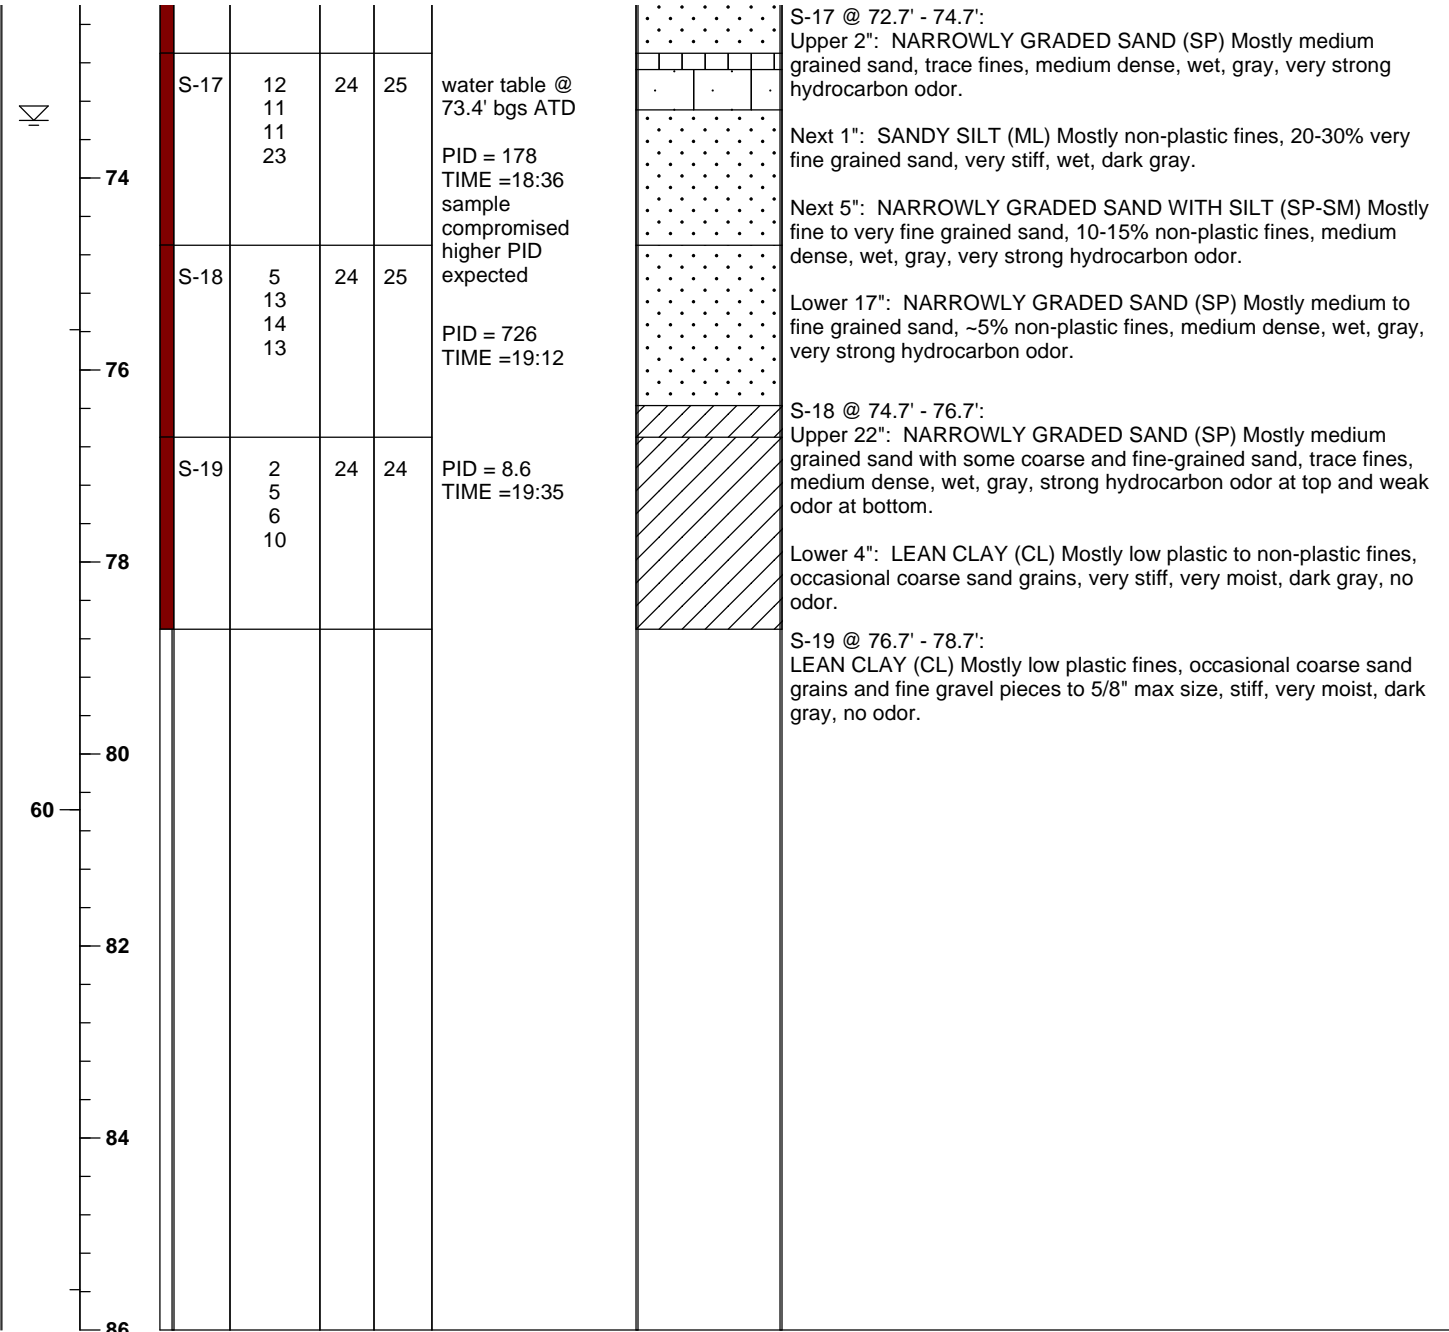 60
74
76
78
80
82
84
86
S-17
12
11
11
23
24
25
S-18
5
13
14
13
24
25
S-19
2
5
6
10
24
24
water table @
73.4' bgs ATD
PID = 178
TIME =18:36
sample
compromised
higher PID
expected
PID = 726
TIME =19:12
PID = 8.6
TIME =19:35
S-17 @ 72.7' - 74.7':
Upper 2": NARROWLY GRADED SAND (SP) Mostly medium
grained sand, trace fines, medium dense, wet, gray, very strong
hydrocarbon odor.
Next 1": SANDY SILT (ML) Mostly non-plastic fines, 20-30% very
fine grained sand, very stiff, wet, dark gray.
Next 5": NARROWLY GRADED SAND WITH SILT (SP-SM) Mostly
fine to very fine grained sand, 10-15% non-plastic fines, medium
dense, wet, gray, very strong hydrocarbon odor.
Lower 17": NARROWLY GRADED SAND (SP) Mostly medium to
fine grained sand, ~5% non-plastic fines, medium dense, wet, gray,
very strong hydrocarbon odor.
S-18 @ 74.7' - 76.7':
Upper 22": NARROWLY GRADED SAND (SP) Mostly medium
grained sand with some coarse and fine-grained sand, trace fines,
medium dense, wet, gray, strong hydrocarbon odor at top and weak
odor at bottom.
Lower 4": LEAN CLAY (CL) Mostly low plastic to non-plastic fines,
occasional coarse sand grains, very stiff, very moist, dark gray, no
odor.
S-19 @ 76.7' - 78.7':
LEAN CLAY (CL) Mostly low plastic fines, occasional coarse sand
grains and fine gravel pieces to 5/8" max size, stiff, very moist, dark
gray, no odor.